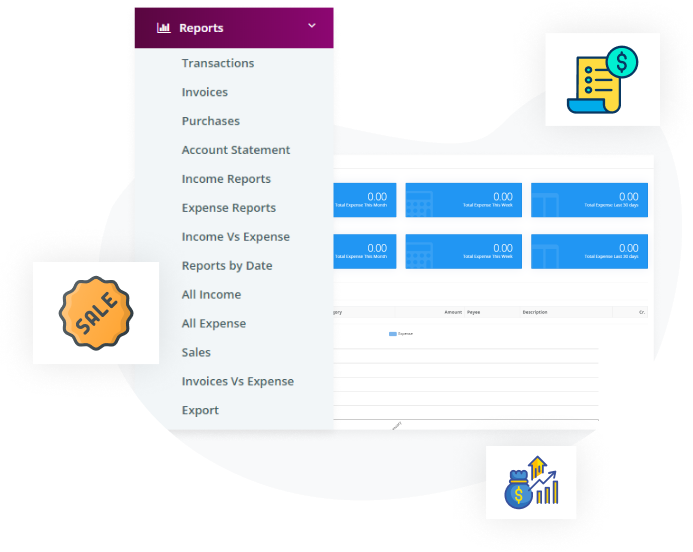 Reports
Transactions
Invoices
Purchases
Account Statement
Income Reports
Expense Reports
Income Vs Expense
Reports by Date
All Income
All Expense
Sales
Invoices Vs Expense
Export
$
0.00
Total Expense This Month
0.00
Total Expense This Week
0.00
Total Expense Last 30 days
0.00
Total Expense This Month
0.00
Total Expense This Week
0.00
Total Expense Last 30 days
gory Amount Payee Description Cr.
Expense
SALE
$